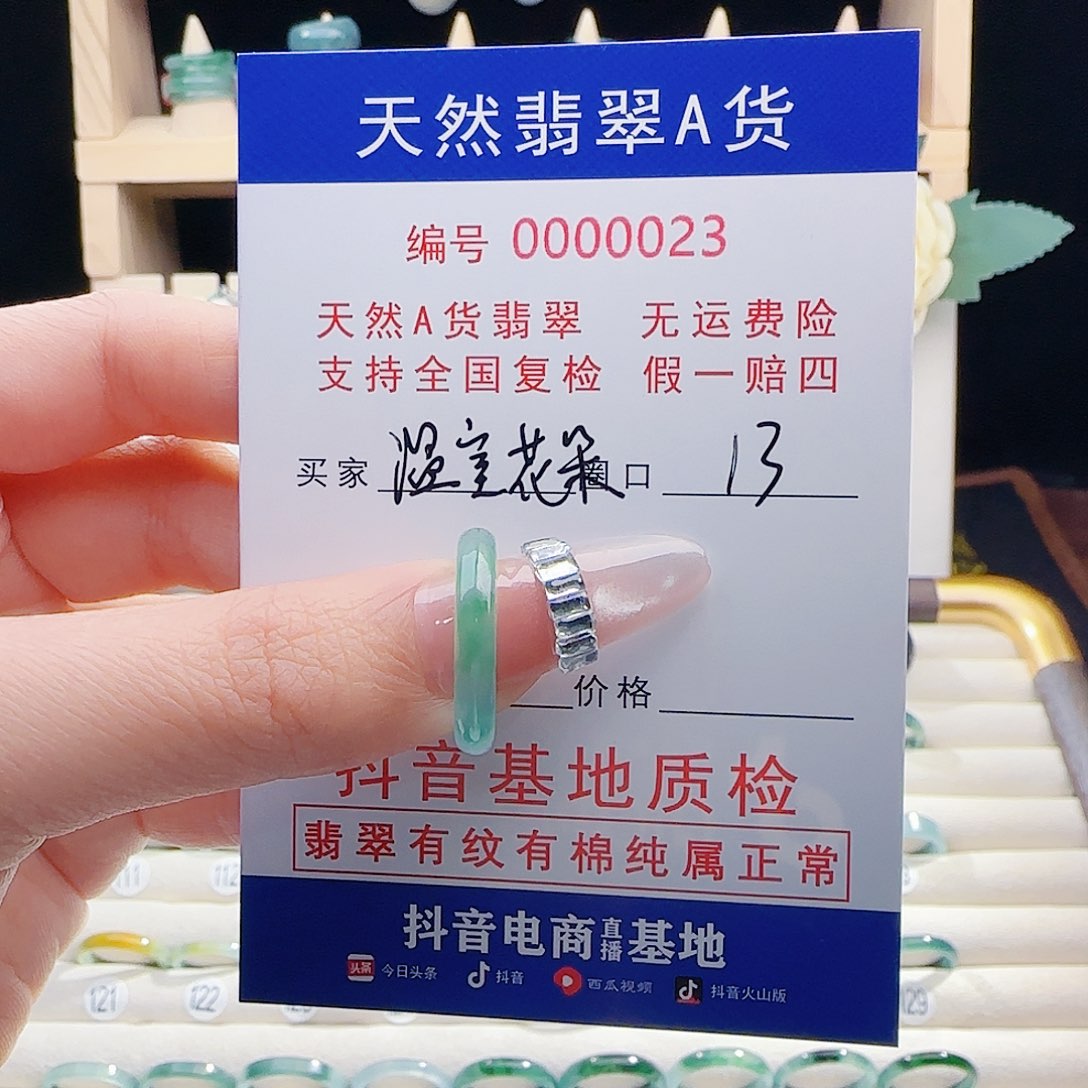 天然翡翠A货
编号 0000023
天然A货翡翠 无运费险
支持全国复检 假一赔四
买家 温室花朵 圈口 13
价格
抖音基地质检
翡翠有纹有棉纯属正常
抖音电商直播基地
头条 今日头条 抖音 西瓜视频 抖音火山版
111 112
121 122 129